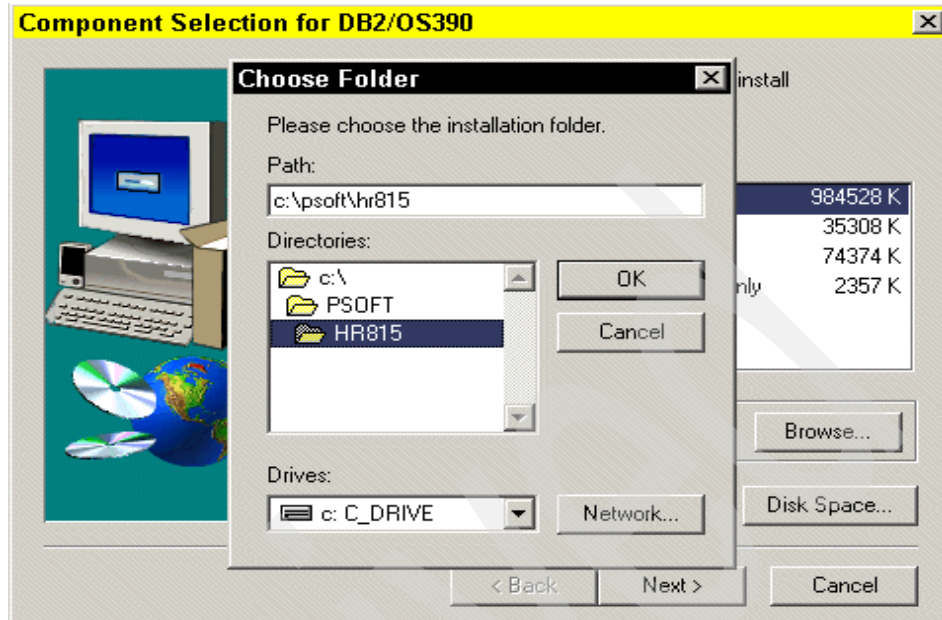 Component Selection for DB2/OS390
Choose Folder
install
Please choose the installation folder.
Path:
c:\psoft\hr815
984528 K
35308 K
Directories:
74374 K
c:\
OK
nly 2357 K
PSOFT
HR815
Cancel
Browse...
Drives:
c: C_DRIVE
Network...
Disk Space...
< Back
Next >
Cancel